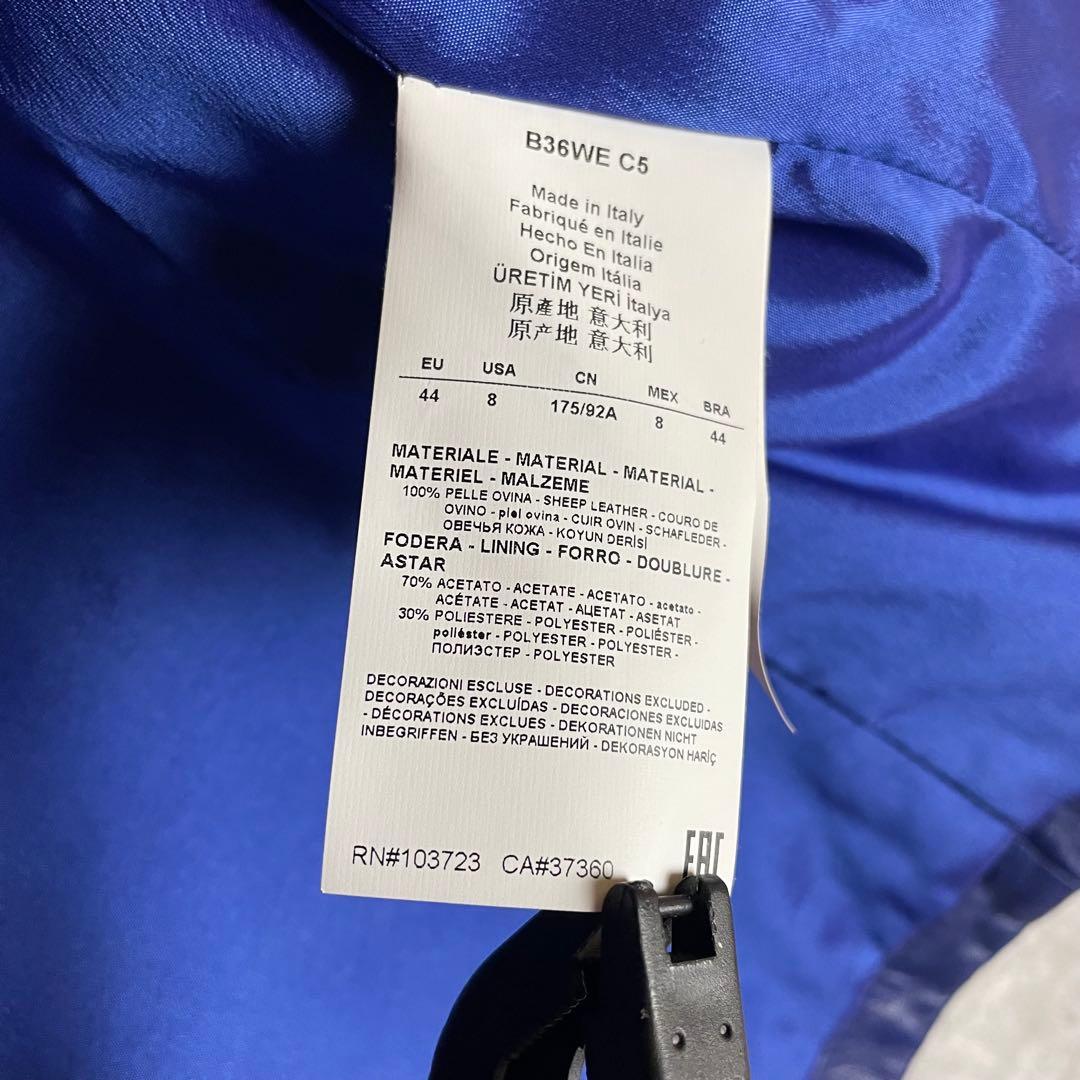 B36WE C5
Made in Italy
Fabriqué en Italie
Hecho En Italia
Origem Itália
ÜRETİM YERİ İtalya
原產地 意大利
原产地 意大利
EU USA CN MEX BRA
44 8 175/92A 8 44
MATERIALE - MATERIAL - MATERIAL -
MATERIEL - MALZEME
100% PELLE OVINA - SHEEP LEATHER - COURO DE
OVINO - piel ovina - CUIR OVIN - SCHAFLEDER -
ОВЕЧЬЯ КОЖА - KOYUN DERİSİ
FODERA - LINING - FORRO - DOUBLURE -
ASTAR
70% ACETATO - ACETATE - ACETATO - acetato -
ACÉTATE - ACETAT - АЦЕТАТ - ASETAT
30% POLIESTERE - POLYESTER - POLIÉSTER -
poliéster - POLYESTER - POLYESTER -
ПОЛИЭСТЕР - POLYESTER
DECORAZIONI ESCLUSE - DECORATIONS EXCLUDED -
DECORAÇÕES EXCLUÍDAS - DECORACIONES EXCLUIDAS
- DÉCORATIONS EXCLUES - DEKORATIONEN NICHT
INBEGRIFFEN - БЕЗ УКРАШЕНИЙ - DEKORASYON HARİÇ
EAC
RN#103723 CA#37360